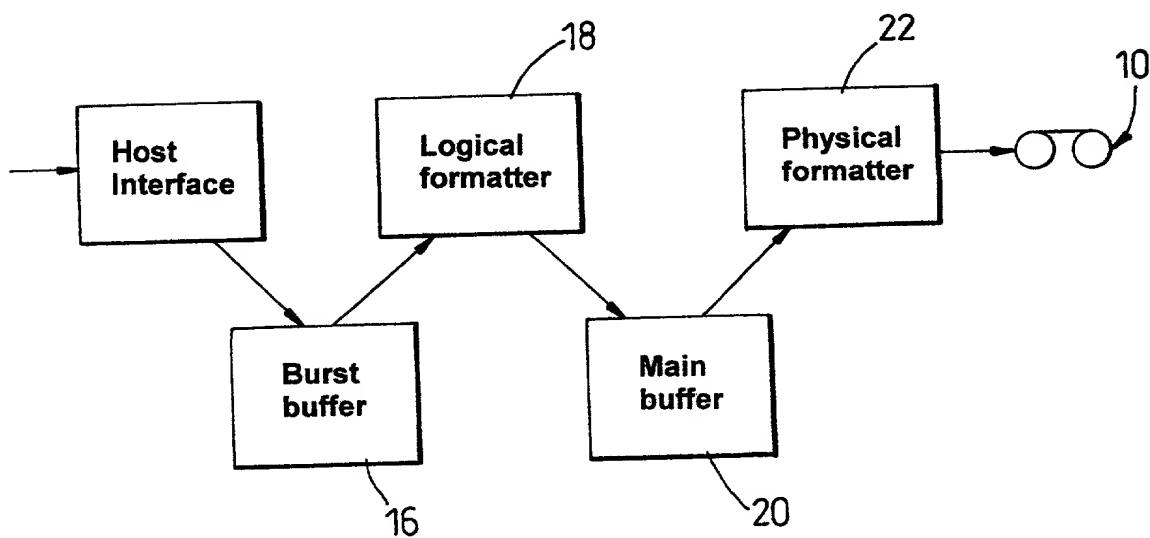 18
22
10
Host
Interface
Logical
formatter
Physical
formatter
Burst
buffer
Main
buffer
16
20